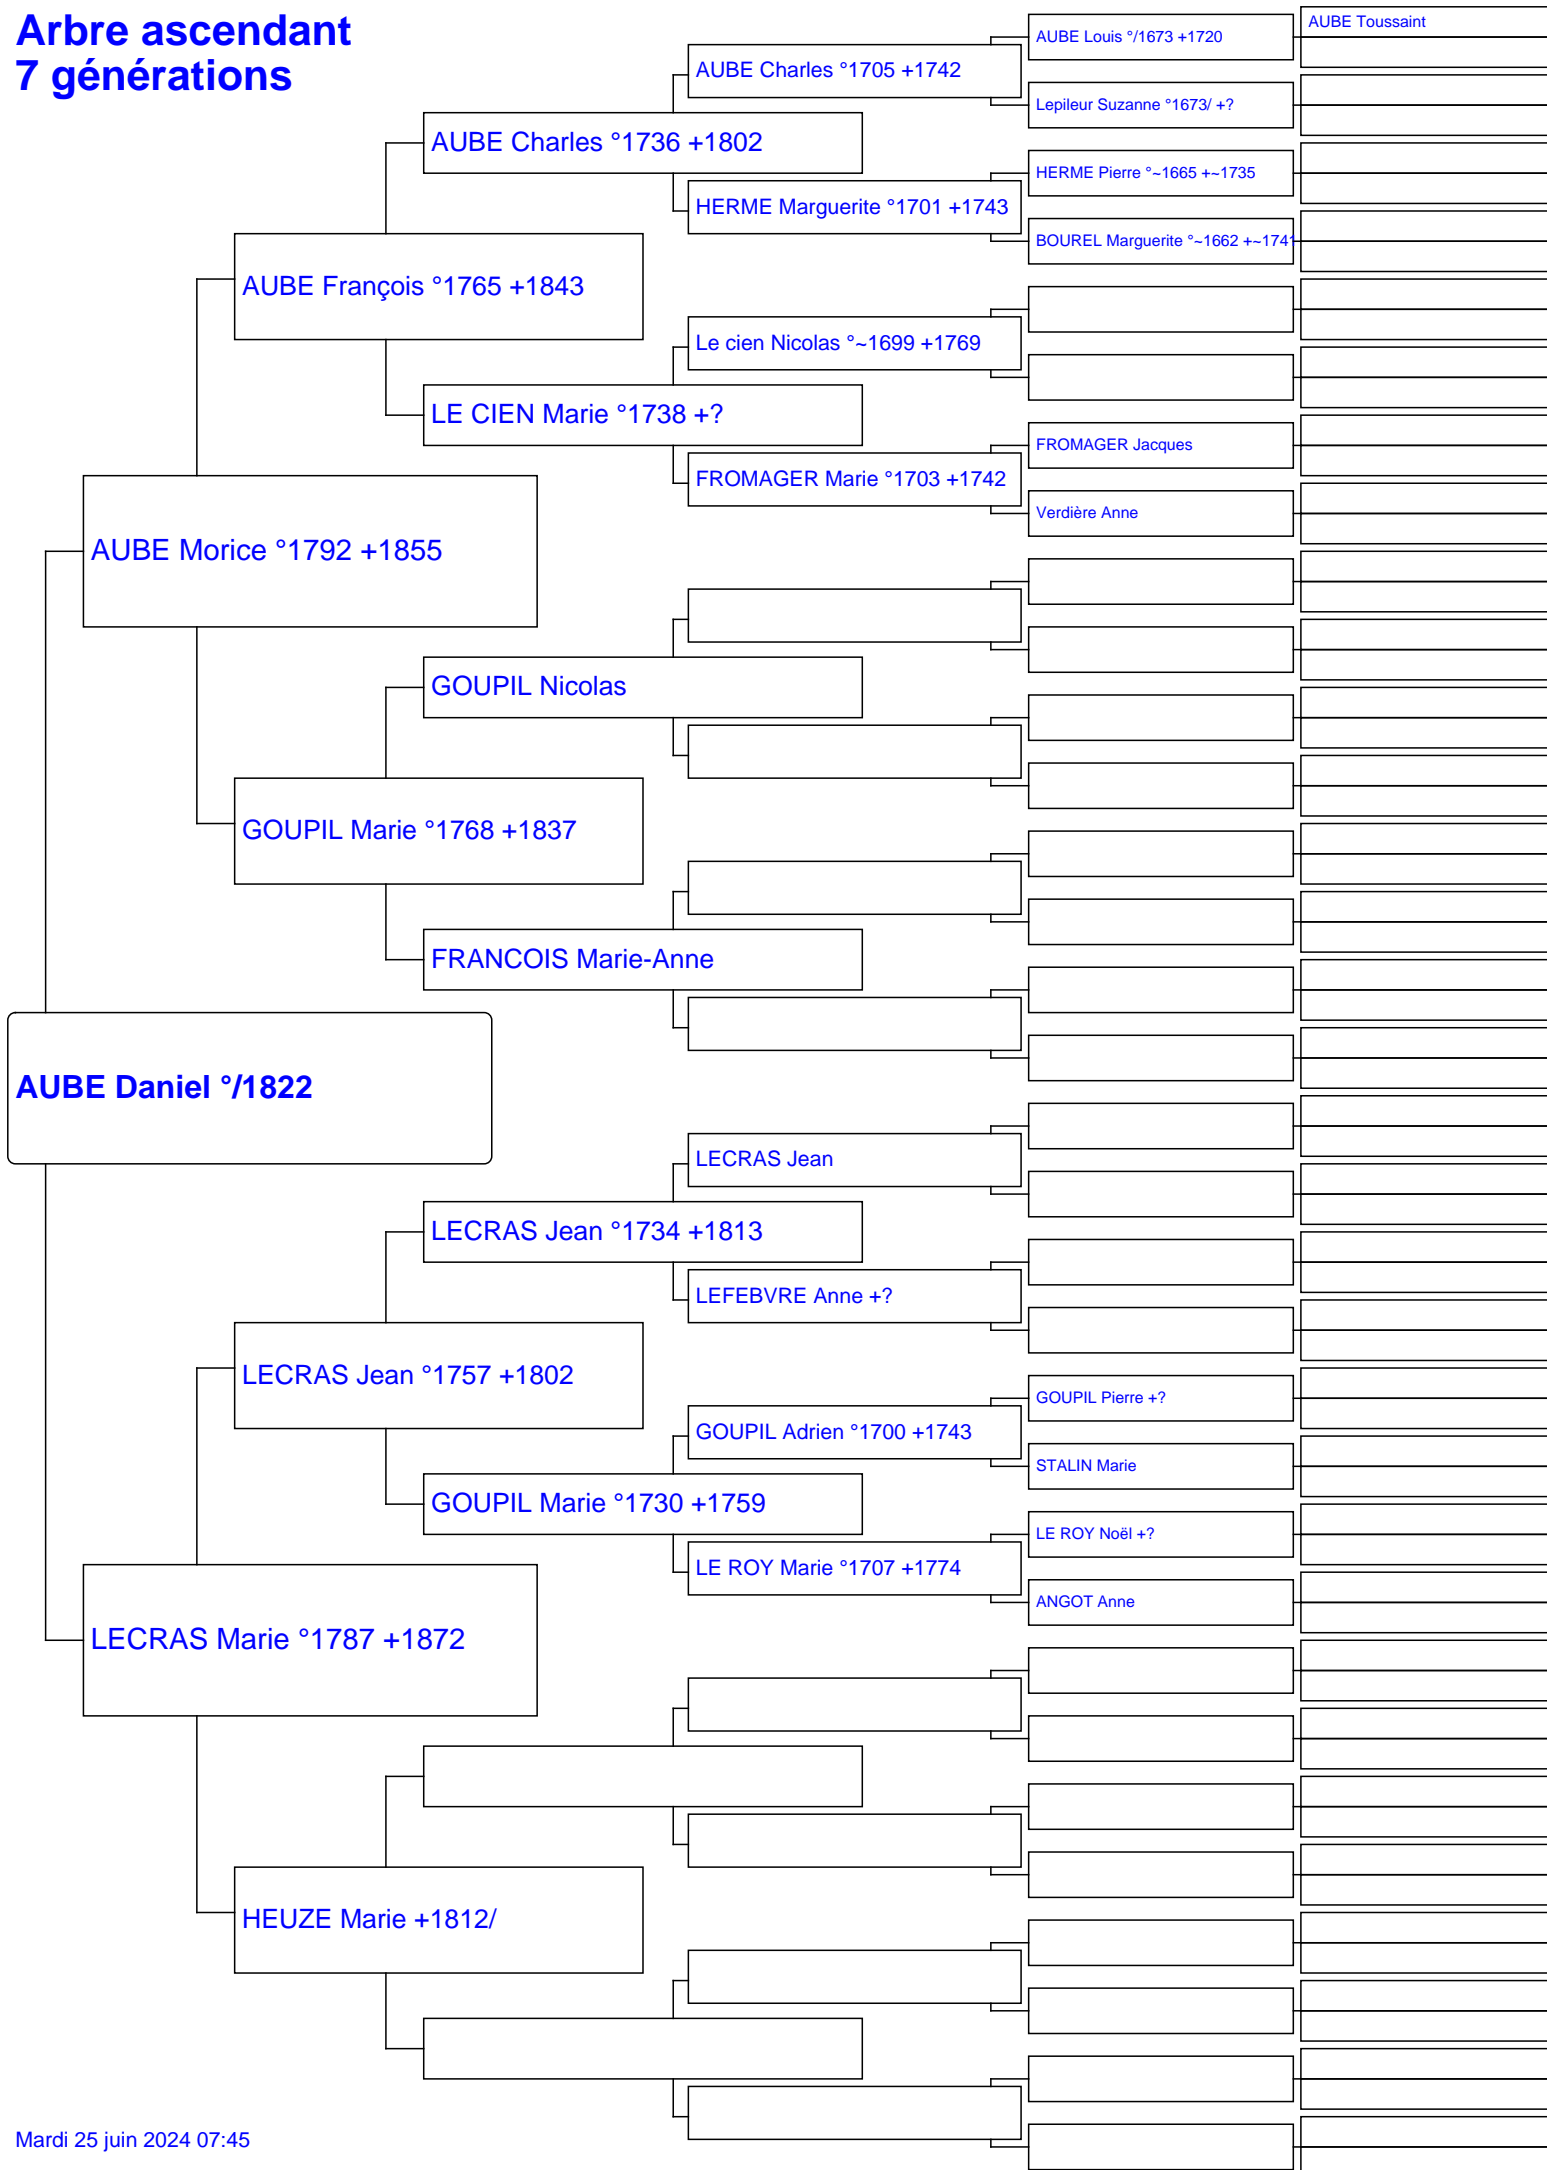 Arbre ascendant
7 générations
AUBE Toussaint
AUBE Louis °/1673 +1720
AUBE Charles °1705 +1742
Lepileur Suzanne °1673/ +?
AUBE Charles °1736 +1802
HERME Pierre °~1665 +~1735
HERME Marguerite °1701 +1743
BOUREL Marguerite °~1662 +~1741
AUBE François °1765 +1843
Le cien Nicolas °~1699 +1769
LE CIEN Marie °1738 +?
FROMAGER Jacques
FROMAGER Marie °1703 +1742
Verdière Anne
AUBE Morice °1792 +1855
GOUPIL Nicolas
GOUPIL Marie °1768 +1837
FRANCOIS Marie-Anne
AUBE Daniel °/1822
LECRAS Jean
LECRAS Jean °1734 +1813
LEFEBVRE Anne +?
LECRAS Jean °1757 +1802
GOUPIL Pierre +?
GOUPIL Adrien °1700 +1743
STALIN Marie
GOUPIL Marie °1730 +1759
LE ROY Noël +?
LE ROY Marie °1707 +1774
ANGOT Anne
LECRAS Marie °1787 +1872
HEUZE Marie +1812/
Mardi 25 juin 2024 07:45